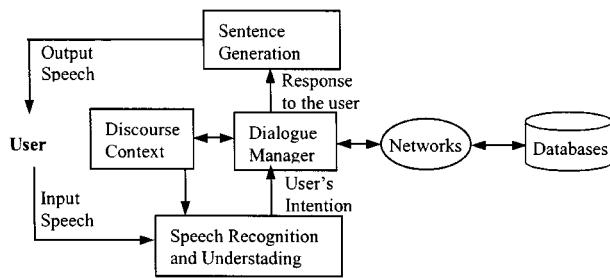 Sentence
Generation
Output
Speech
Response
to the user
User
Discourse
Context
Dialogue
Manager
Networks
Databases
User's
Intention
Input
Speech
Speech Recognition
and Understading